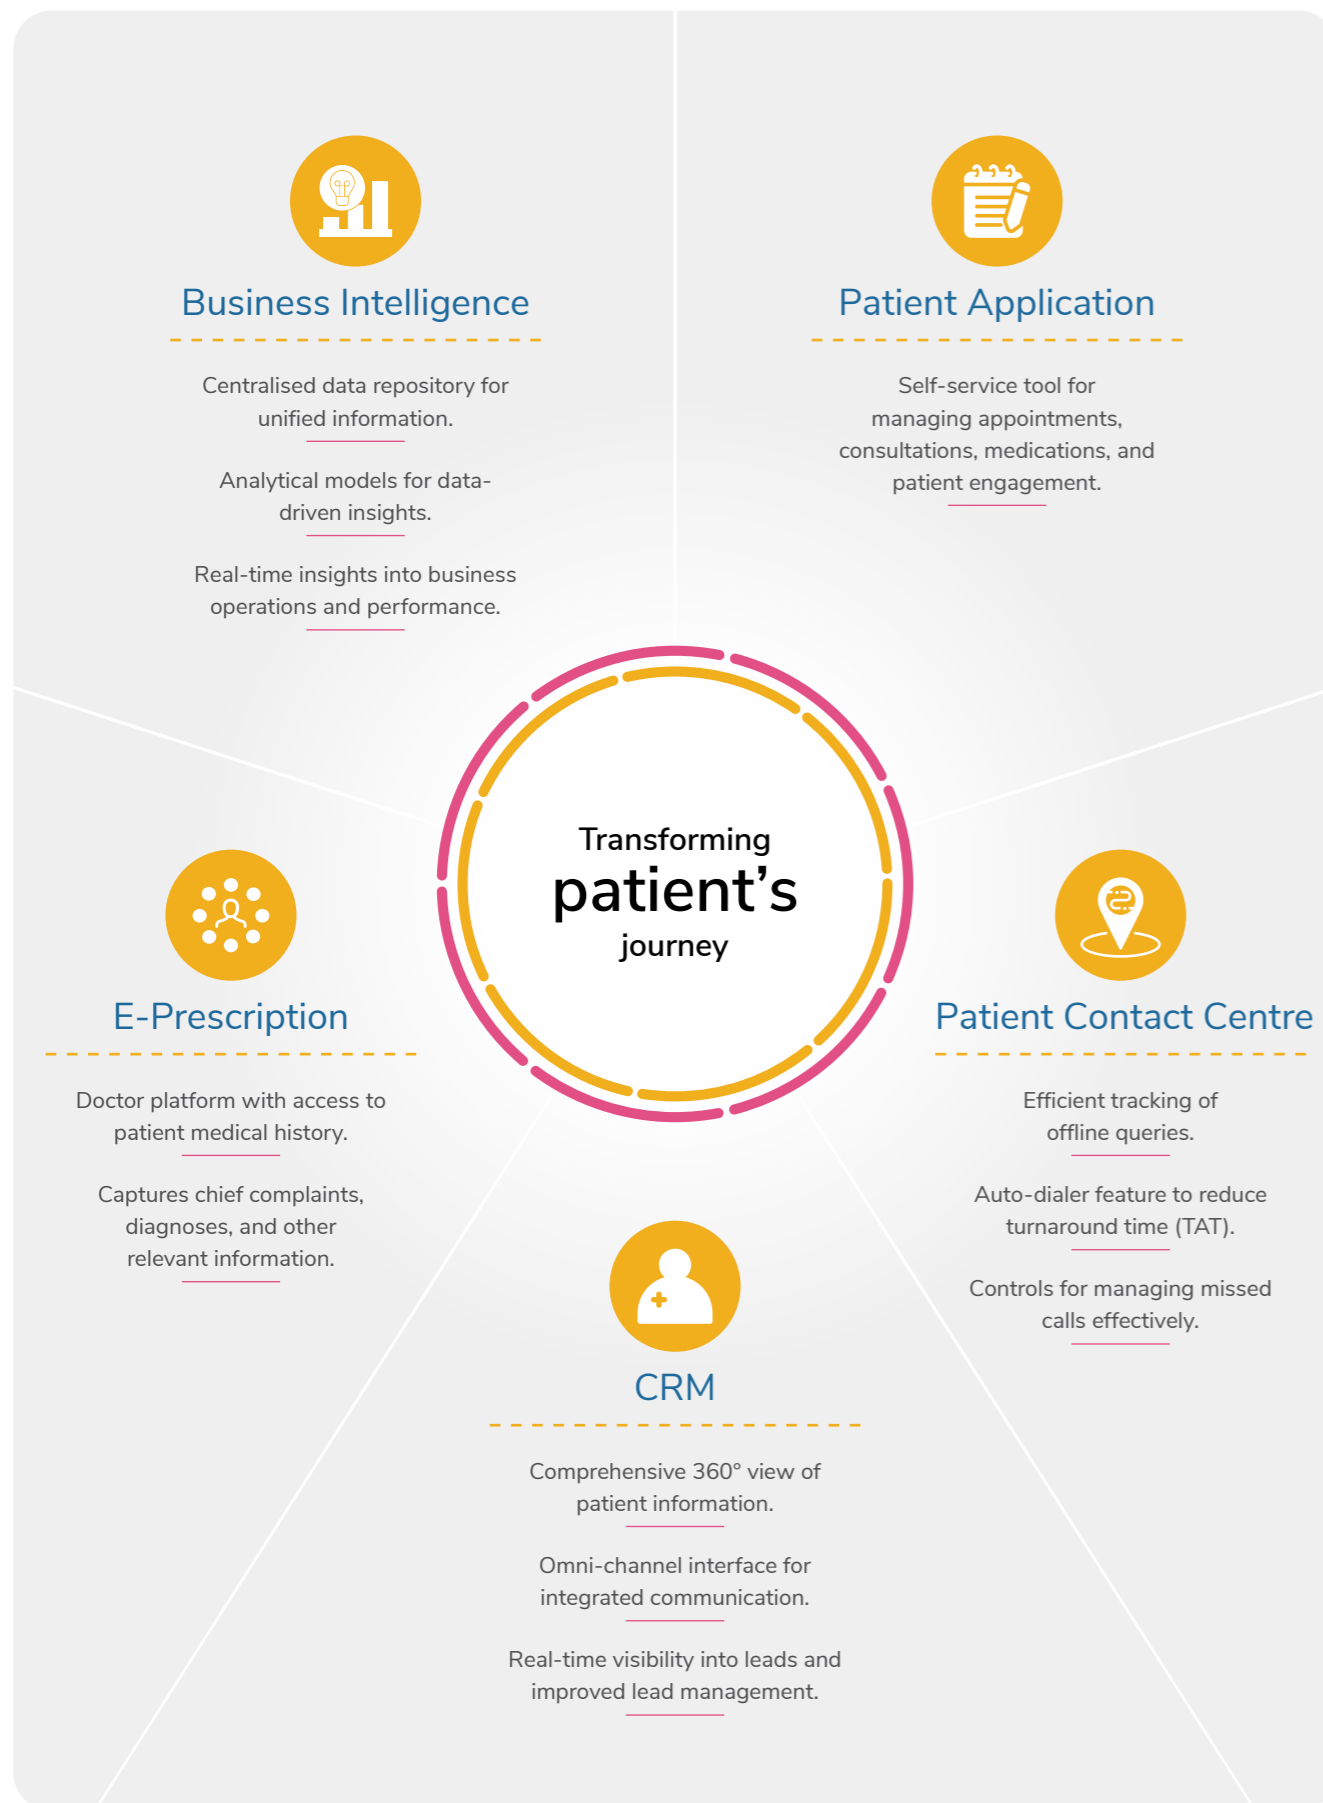 Business Intelligence
Centralised data repository for
unified information.
Analytical models for data-
driven insights.
Real-time insights into business
operations and performance.
Patient Application
Self-service tool for
managing appointments,
consultations, medications, and
patient engagement.
Transforming
patient’s
journey
E-Prescription
Doctor platform with access to
patient medical history.
Captures chief complaints,
diagnoses, and other
relevant information.
Patient Contact Centre
Efficient tracking of
offline queries.
Auto-dialer feature to reduce
turnaround time (TAT).
Controls for managing missed
calls effectively.
CRM
Comprehensive 360° view of
patient information.
Omni-channel interface for
integrated communication.
Real-time visibility into leads and
improved lead management.